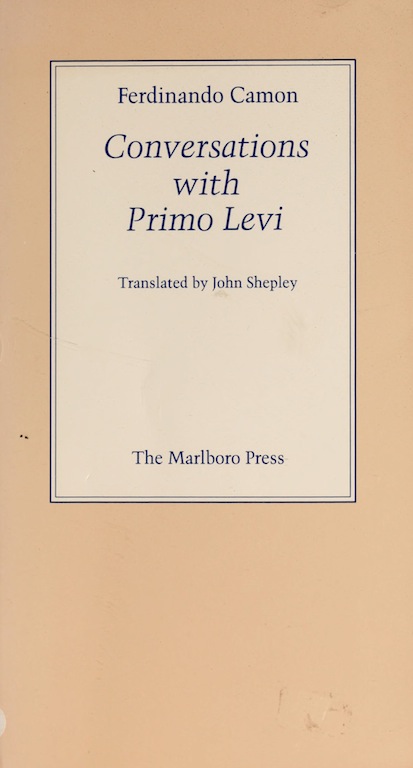 Ferdinando Camon
Conversations
with
Primo Levi
Translated by John Shepley
The Marlboro Press